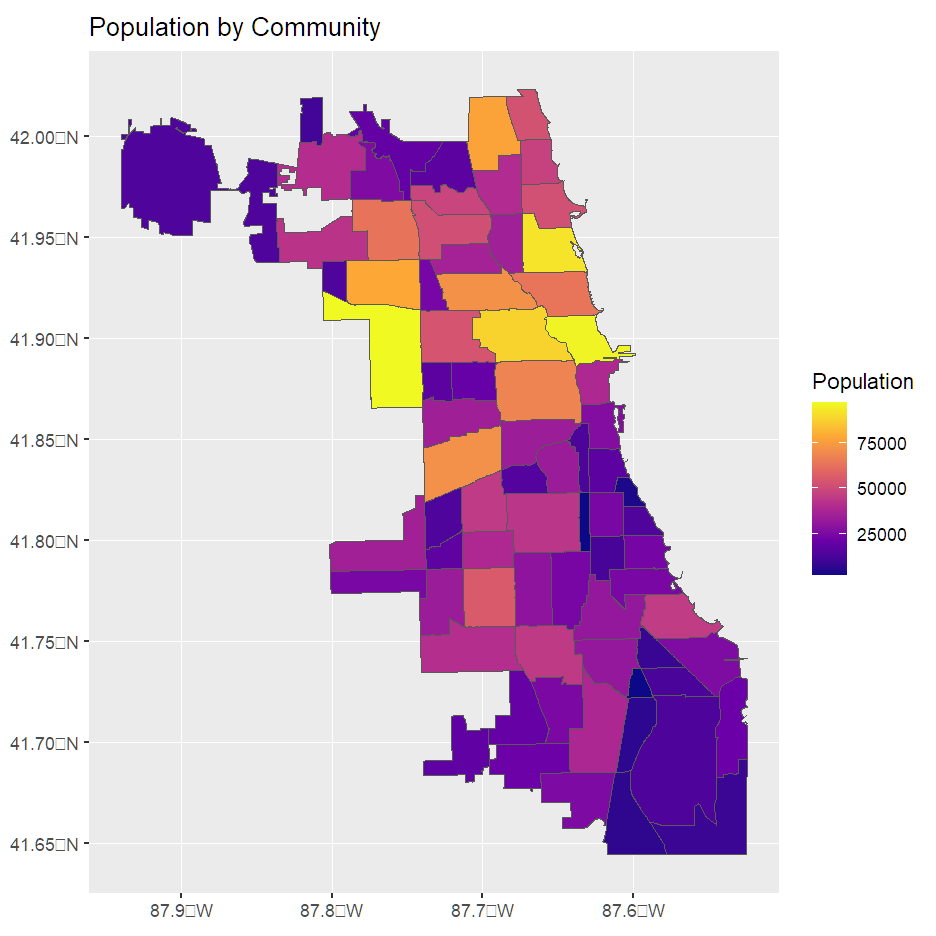 Population by Community
42.00□N
41.95□N
41.90□N
41.85□N
41.80□N
41.75□N
41.70□N
41.65□N
87.9□W 87.8□W 87.7□W 87.6□W
Population
75000
50000
25000